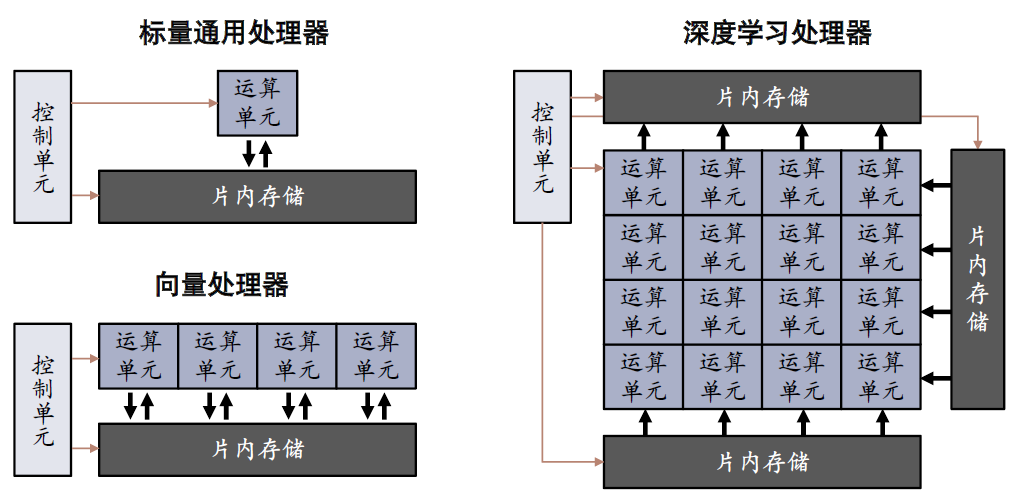 标量通用处理器
控制单元
运算
单元
片内存储
向量处理器
控制单元
运算 运算 运算 运算
单元 单元 单元 单元
片内存储
深度学习处理器
控制单元
片内存储
运算 运算 运算 运算
单元 单元 单元 单元
运算 运算 运算 运算
单元 单元 单元 单元
运算 运算 运算 运算
单元 单元 单元 单元
运算 运算 运算 运算
单元 单元 单元 单元
片内存储
片内存储